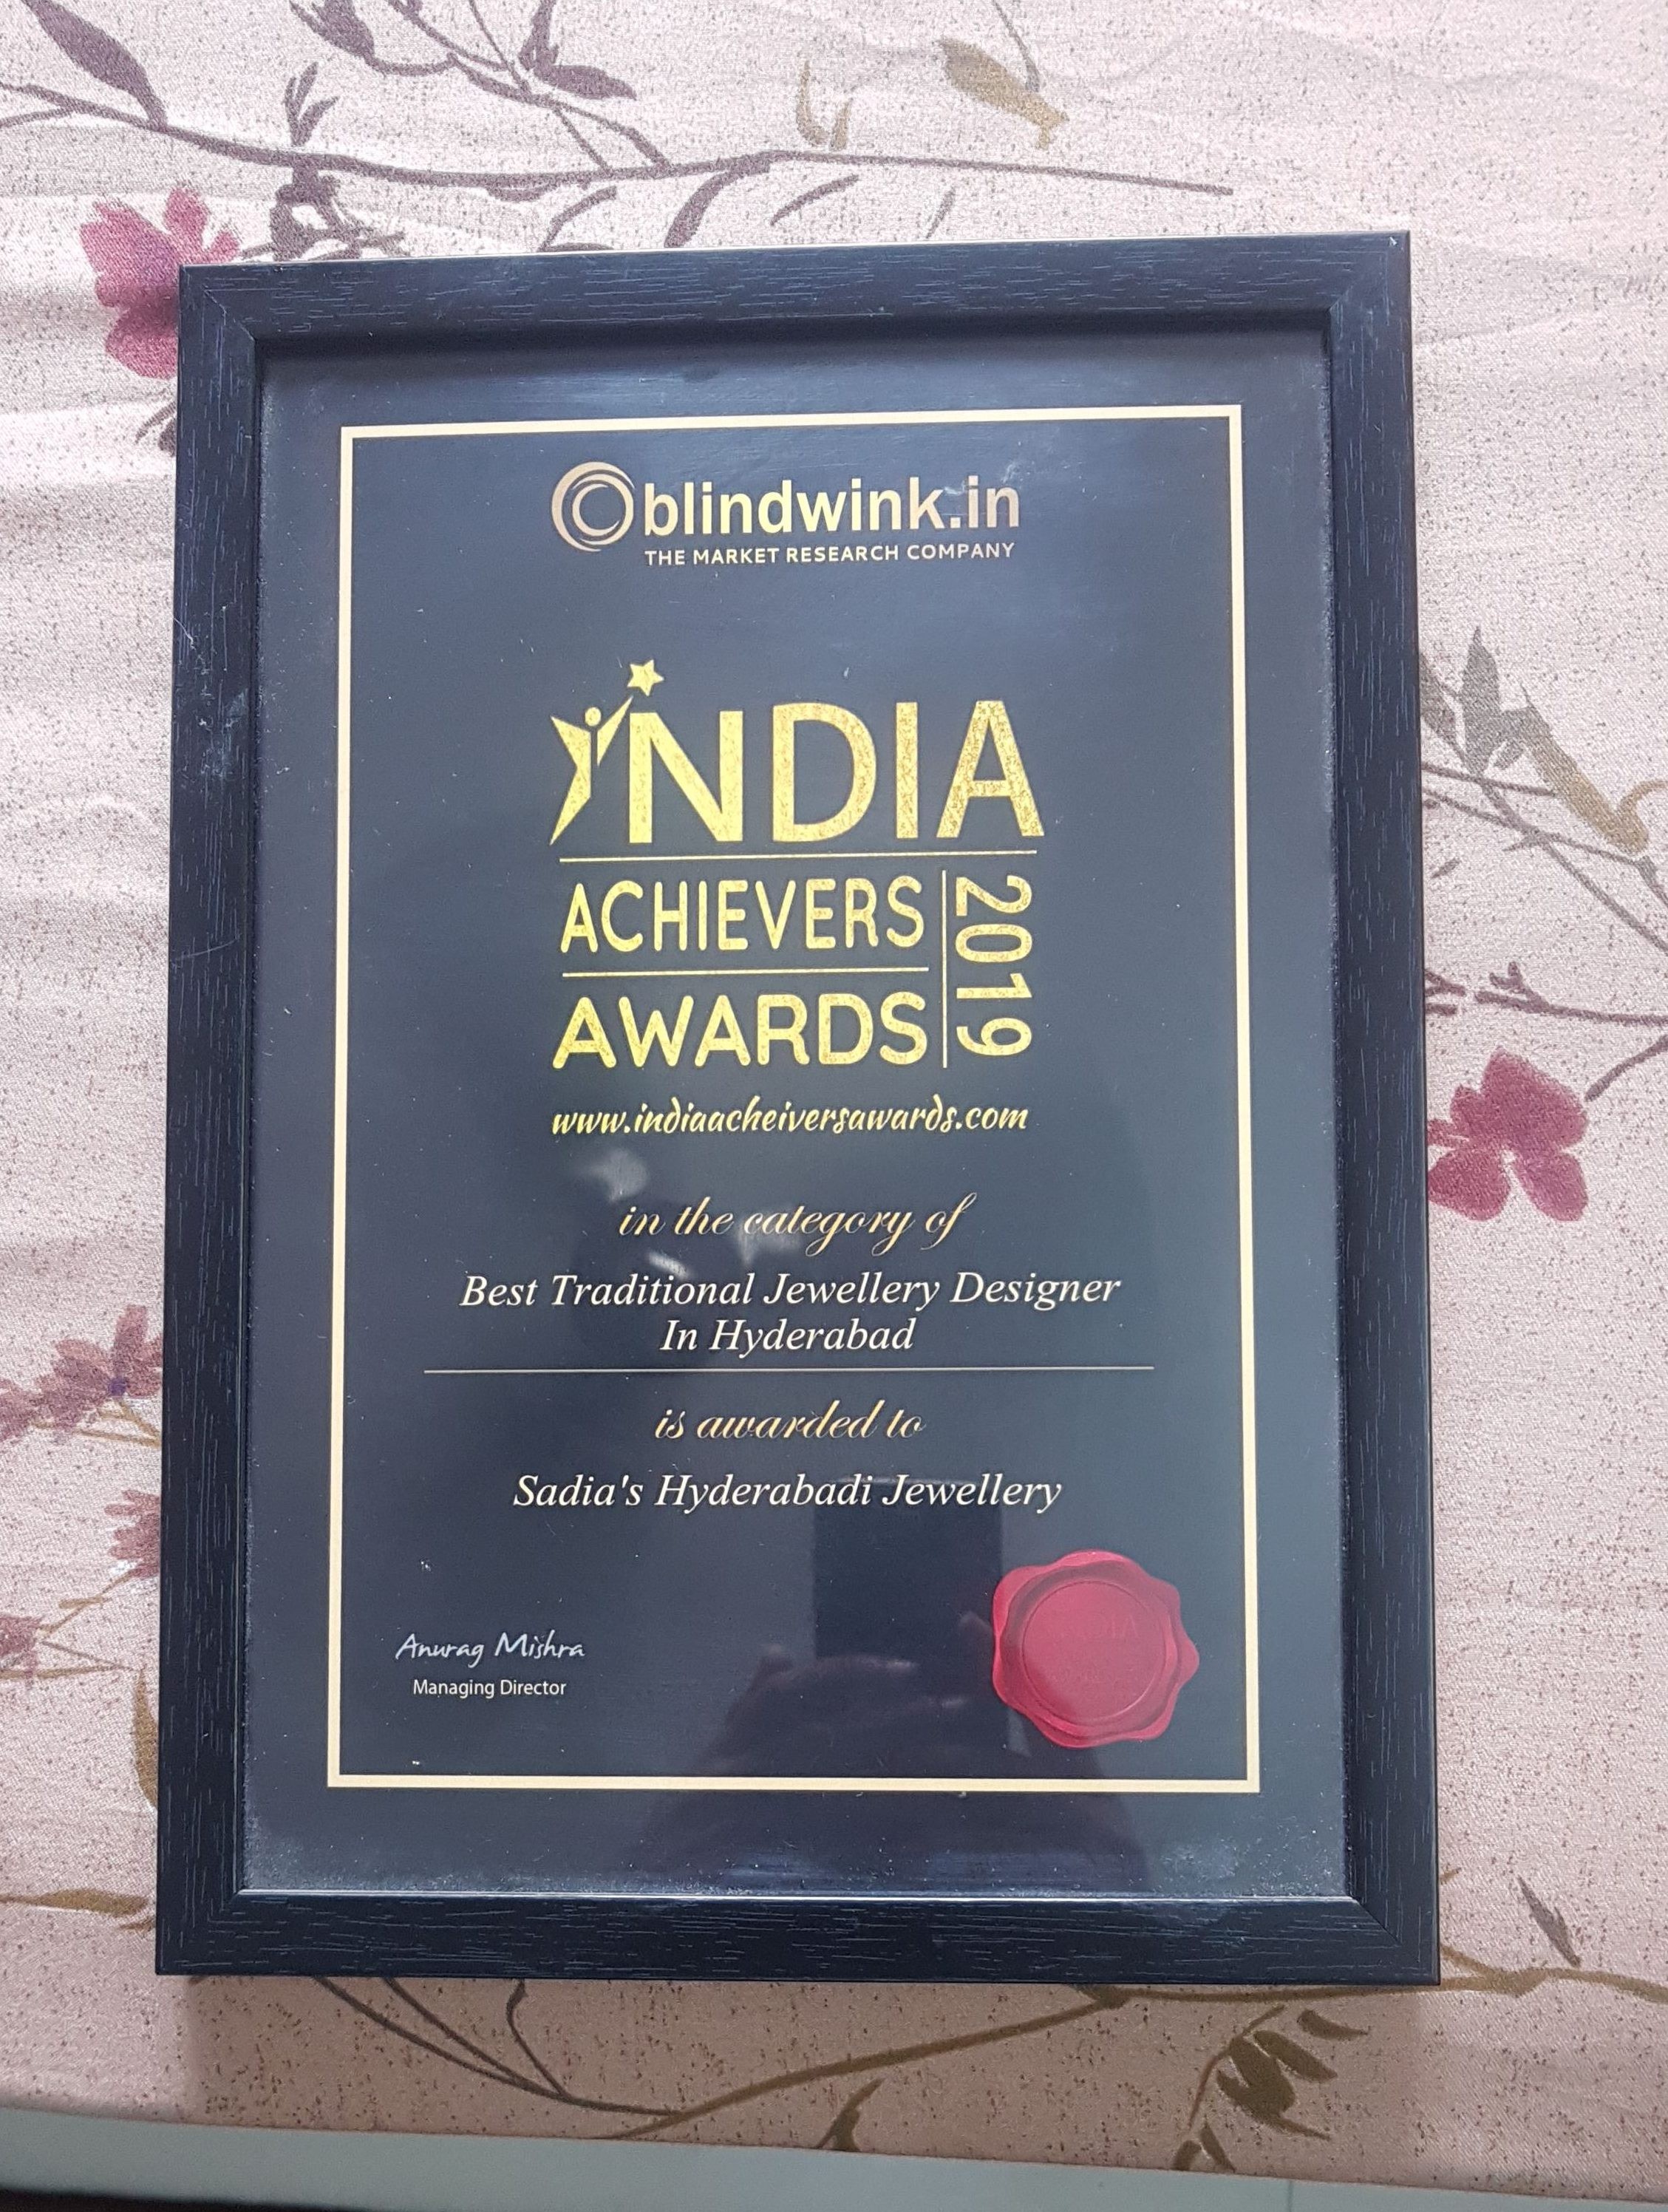 blindwink.in
THE MARKET RESEARCH COMPANY
INDIA
ACHIEVERS
AWARDS
2019
www.indiaacheiversawards.com
in the category of
Best Traditional Jewellery Designer
In Hyderabad
is awarded to
Sadia's Hyderabadi Jewellery
Anurag Mishra
Managing Director